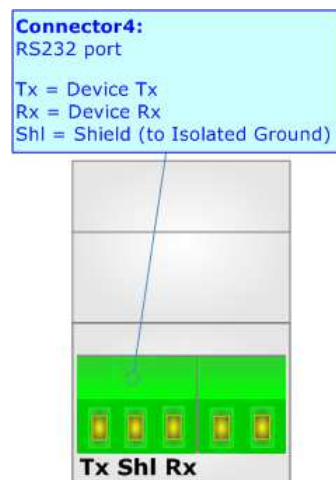 Connector4:
RS232 port
Tx = Device Tx
Rx = Device Rx
Shl = Shield (to Isolated Ground)
Tx Shl Rx